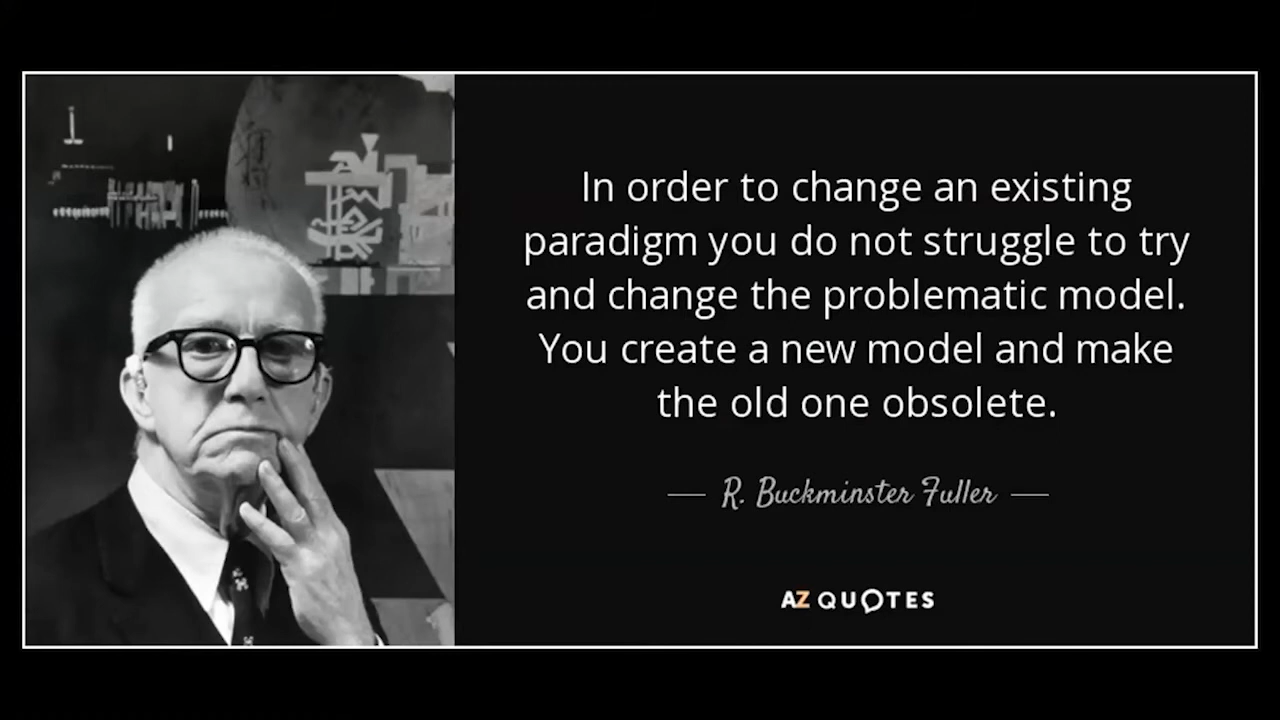 In order to change an existing
paradigm you do not struggle to try
and change the problematic model.
You create a new model and make
the old one obsolete.
R. Buckminster Fuller
AZ QUOTES